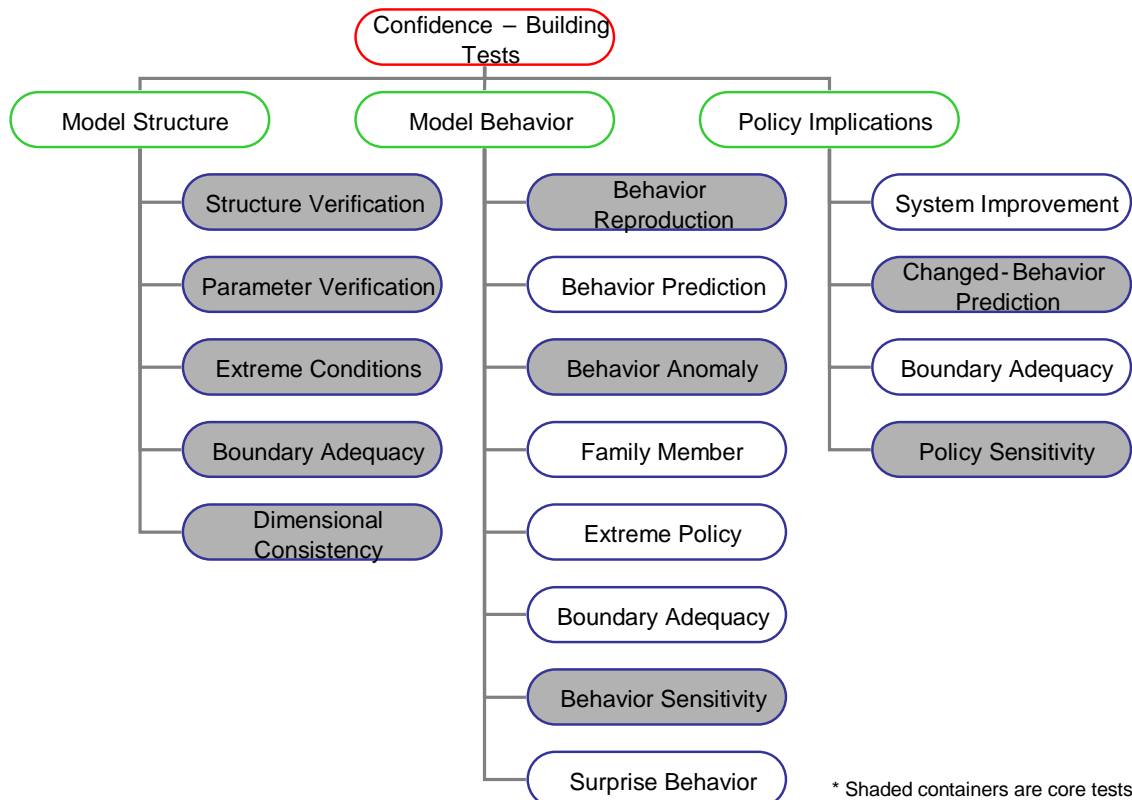 Confidence – Building
Tests
Model Structure
Model Behavior
Policy Implications
Structure Verification
Parameter Verification
Extreme Conditions
Boundary Adequacy
Dimensional
Consistency
Behavior
Reproduction
Behavior Prediction
Behavior Anomaly
Family Member
Extreme Policy
Boundary Adequacy
Behavior Sensitivity
Surprise Behavior
System Improvement
Changed-Behavior
Prediction
Boundary Adequacy
Policy Sensitivity
* Shaded containers are core tests